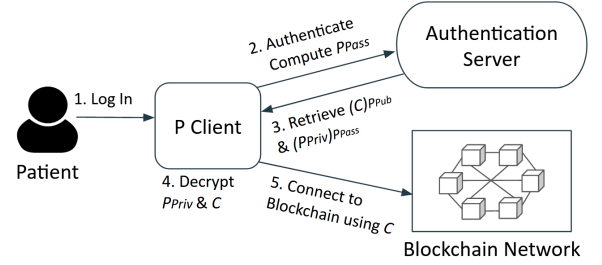 2. Authenticate
Compute PPass
Authentication
Server
1. Log In
P Client
3. Retrieve (C)PPub
& (PPriv)PPass
Patient
4. Decrypt
PPriv & C
5. Connect to
Blockchain using C
Blockchain Network